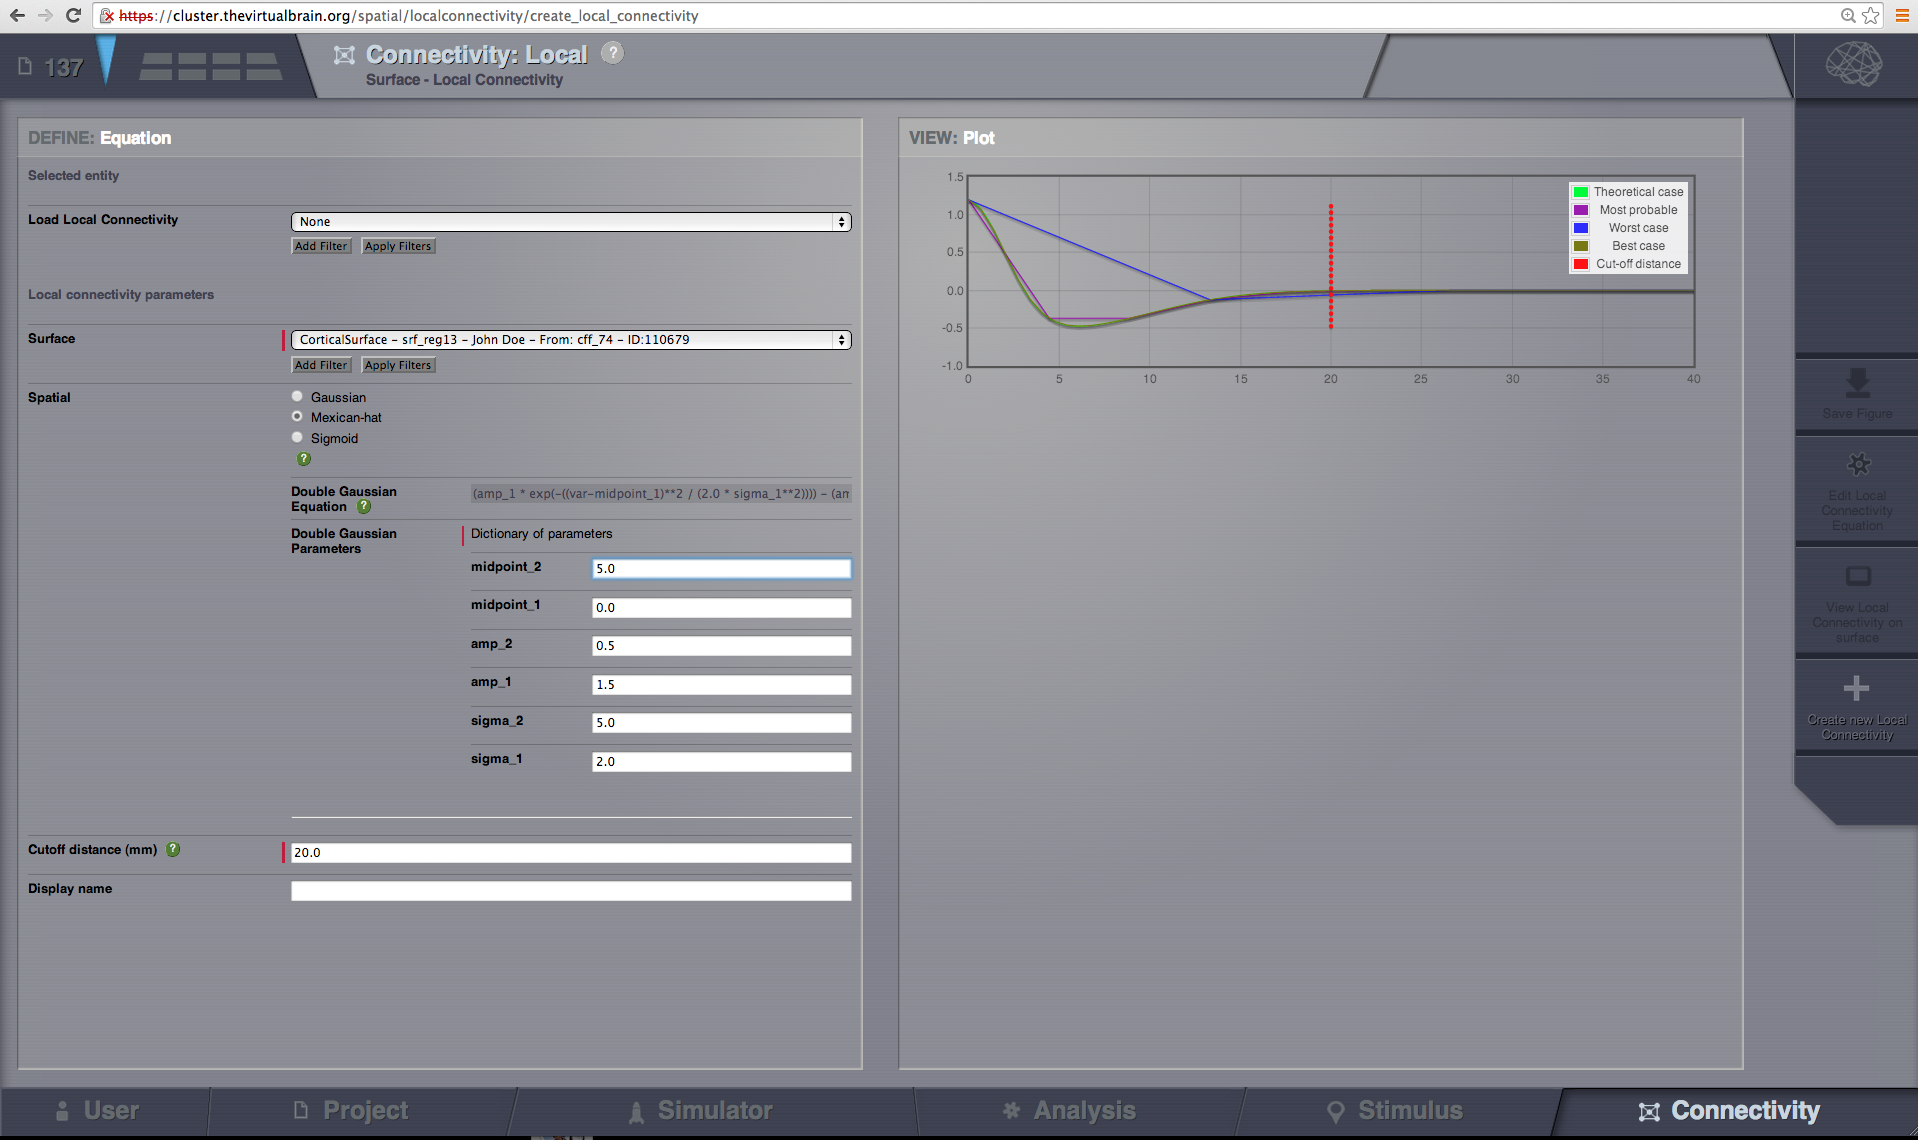 https://cluster.thevirtualbrain.org/spatial/localconnectivity/create_local_connectivity
137
Connectivity: Local ?
Surface - Local Connectivity
DEFINE: Equation
Selected entity
Load Local Connectivity
None
Add Filter Apply Filters
Local connectivity parameters
Surface
CorticalSurface - srf_reg13 - John Doe - From: cff_74 - ID:110679
Add Filter Apply Filters
Spatial
Gaussian
Mexican-hat
Sigmoid
?
Double Gaussian
Equation ?
(amp_1 * exp(-((var-midpoint_1)**2 / (2.0 * sigma_1**2)))) - (am
Double Gaussian
Parameters
Dictionary of parameters
midpoint_2 5.0
midpoint_1 0.0
amp_2 0.5
amp_1 1.5
sigma_2 5.0
sigma_1 2.0
Cutoff distance (mm) ? 20.0
Display name
VIEW: Plot
1.5
1.0
0.5
0.0
-0.5
-1.0
0 5 10 15 20 25 30 35 40
Theoretical case
Most probable
Worst case
Best case
Cut-off distance
Save Figure
Edit Local
Connectivity
Equation
View Local
Connectivity on
surface
Create new Local
Connectivity
User Project Simulator Analysis Stimulus Connectivity